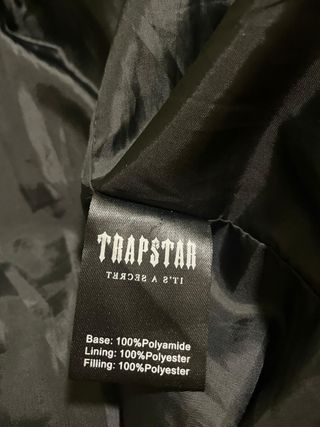 TRAPSTAR
IT'S A SECRET
Base: 100%Polyamide
Lining: 100%Polyester
Filling: 100%Polyester